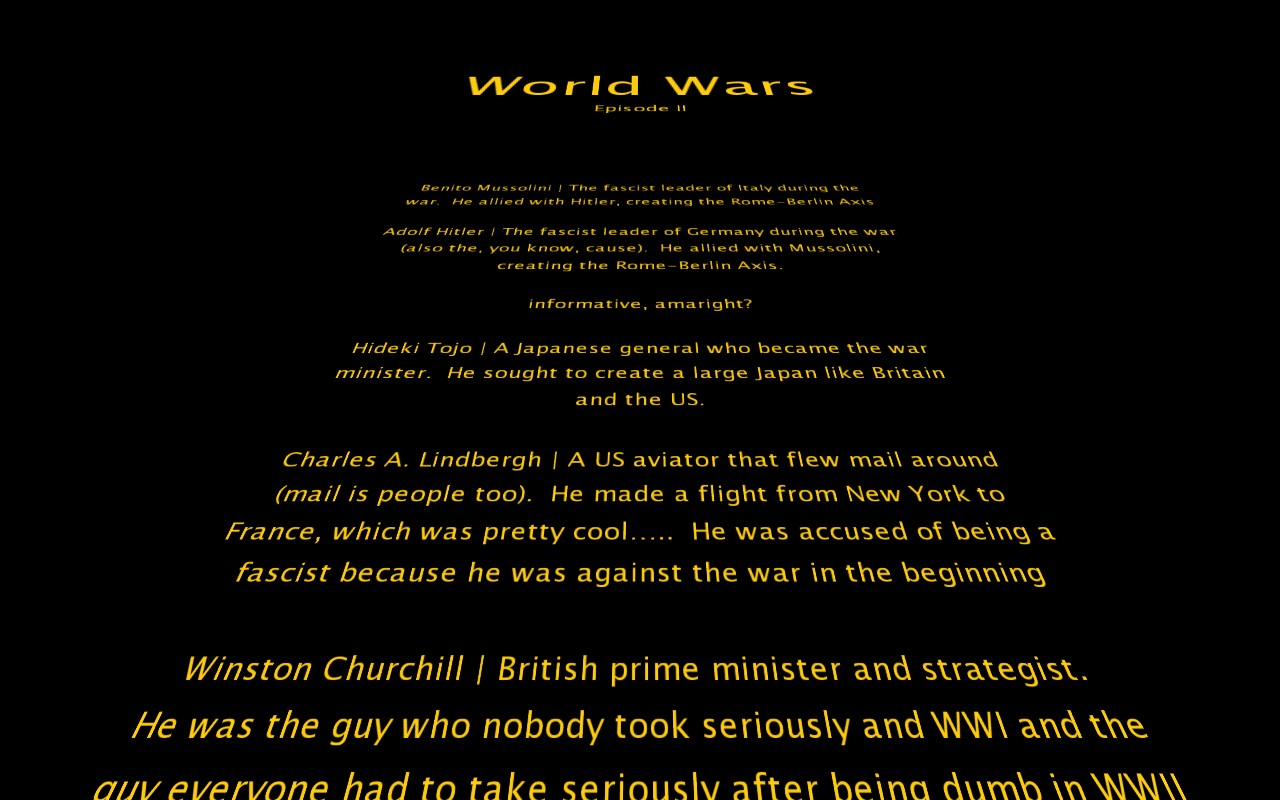 World Wars
Episode II
Benito Mussolini | The fascist leader of Italy during the
war.  He allied with Hitler, creating the Rome-Berlin Axis
Adolf Hitler | The fascist leader of Germany during the war
(also the, you know, cause).  He allied with Mussolini,
creating the Rome-Berlin Axis.
informative, amaright?
Hideki Tojo | A Japanese general who became the war
minister.  He sought to create a large Japan like Britain
and the US.
Charles A. Lindbergh | A US aviator that flew mail around
(mail is people too).  He made a flight from New York to
France, which was pretty cool.....  He was accused of being a
fascist because he was against the war in the beginning
Winston Churchill | British prime minister and strategist.
He was the guy who nobody took seriously and WWI and the
guy everyone had to take seriously after being dumb in WWII